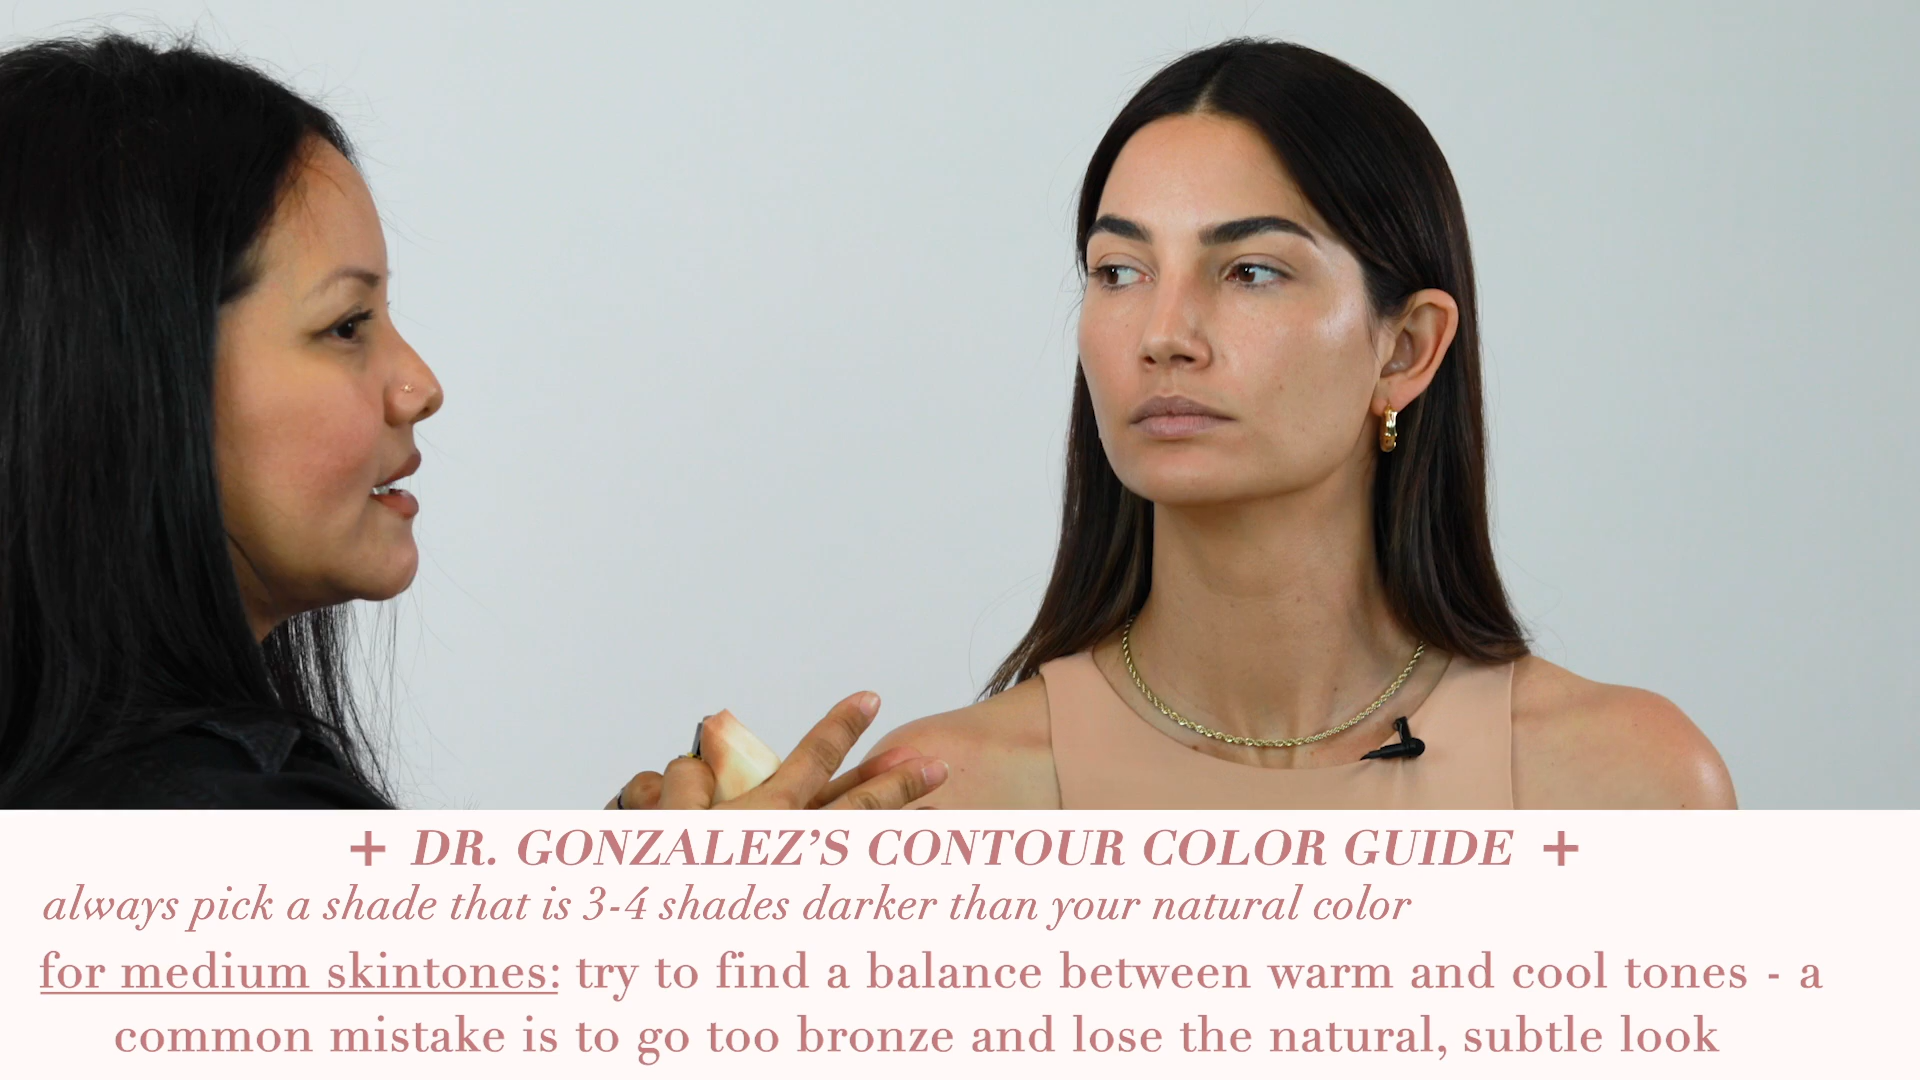 + DR. GONZALEZ’S CONTOUR COLOR GUIDE +
always pick a shade that is 3-4 shades darker than your natural color
for medium skintones: try to find a balance between warm and cool tones - a
common mistake is to go too bronze and lose the natural, subtle look